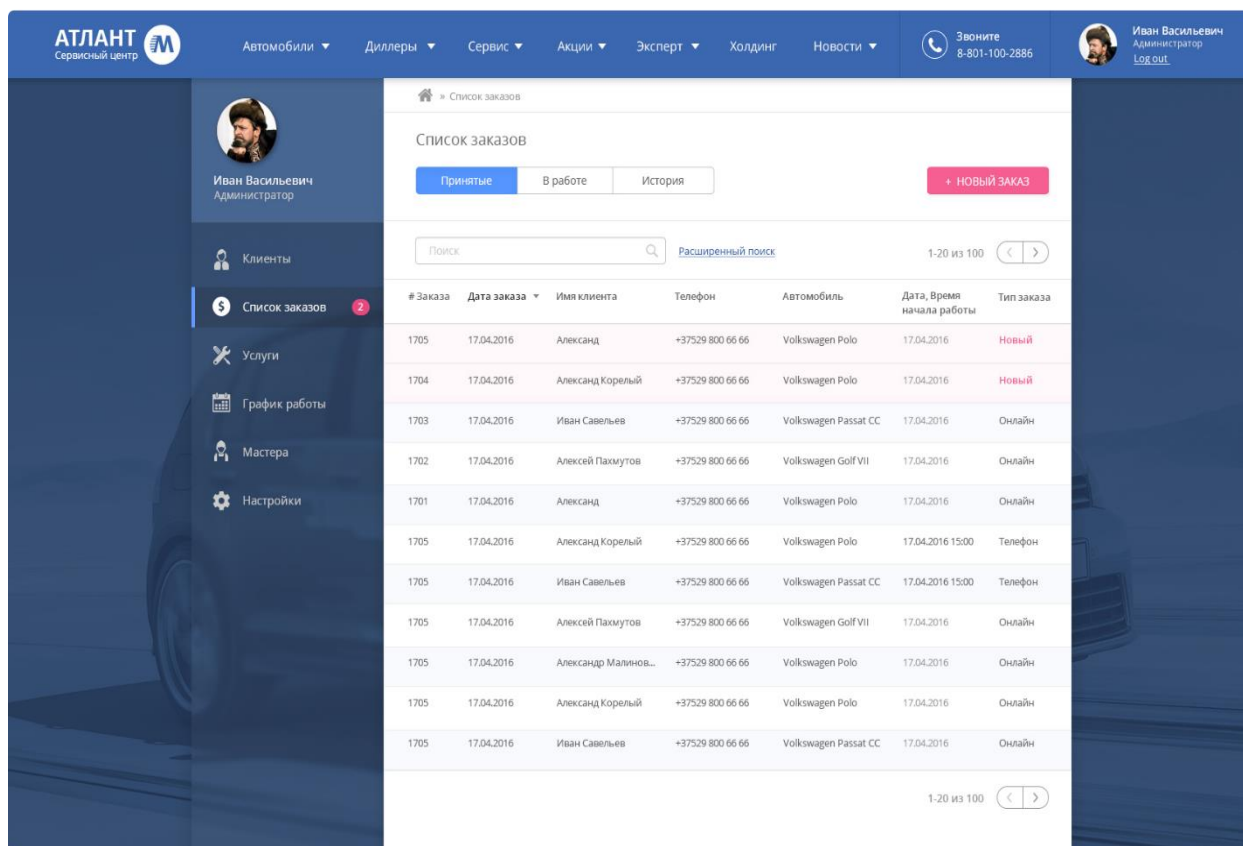 АТЛАНТ
Сервисный центр
М
Автомобили ▼ Диллеры ▼ Сервис ▼ Акции ▼ Эксперт ▼ Холдинг Новости ▼
Звоните
8-801-100-2886
Иван Васильевич
Администратор
Log out
Иван Васильевич
Администратор
Клиенты
Список заказов 2
Услуги
График работы
Мастера
Настройки
» Список заказов
Список заказов
Принятые В работе История
+ НОВЫЙ ЗАКАЗ
Поиск Расширенный поиск 1-20 из 100 < >
# Заказа Дата заказа ▼ Имя клиента Телефон Автомобиль Дата, Время начала работы Тип заказа
1705 17.04.2016 Александ +37529 800 66 66 Volkswagen Polo 17.04.2016 Новый
1704 17.04.2016 Александ Корелый +37529 800 66 66 Volkswagen Polo 17.04.2016 Новый
1703 17.04.2016 Иван Савельев +37529 800 66 66 Volkswagen Passat CC 17.04.2016 Онлайн
1702 17.04.2016 Алексей Пахмутов +37529 800 66 66 Volkswagen Golf VII 17.04.2016 Онлайн
1701 17.04.2016 Александ +37529 800 66 66 Volkswagen Polo 17.04.2016 Онлайн
1705 17.04.2016 Александ Корелый +37529 800 66 66 Volkswagen Polo 17.04.2016 15:00 Телефон
1705 17.04.2016 Иван Савельев +37529 800 66 66 Volkswagen Passat CC 17.04.2016 15:00 Телефон
1705 17.04.2016 Алексей Пахмутов +37529 800 66 66 Volkswagen Golf VII 17.04.2016 Онлайн
1705 17.04.2016 Александр Малинов... +37529 800 66 66 Volkswagen Polo 17.04.2016 Онлайн
1705 17.04.2016 Александ Корелый +37529 800 66 66 Volkswagen Polo 17.04.2016 Онлайн
1705 17.04.2016 Иван Савельев +37529 800 66 66 Volkswagen Passat CC 17.04.2016 Онлайн
1-20 из 100 < >